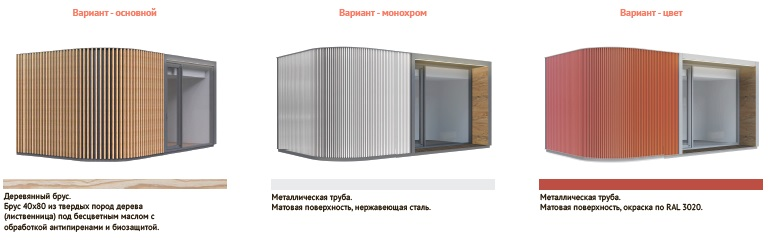 Вариант - основной
Вариант - монохром
Вариант - цвет
Деревянный брус.
Брус 40х80 из твердых пород дерева
(лиственница) под бесцветным маслом с
обработкой антипиренами и биозащитой.
Металлическая труба.
Матовая поверхность, нержавеющая сталь.
Металлическая труба.
Матовая поверхность, окраска по RAL 3020.